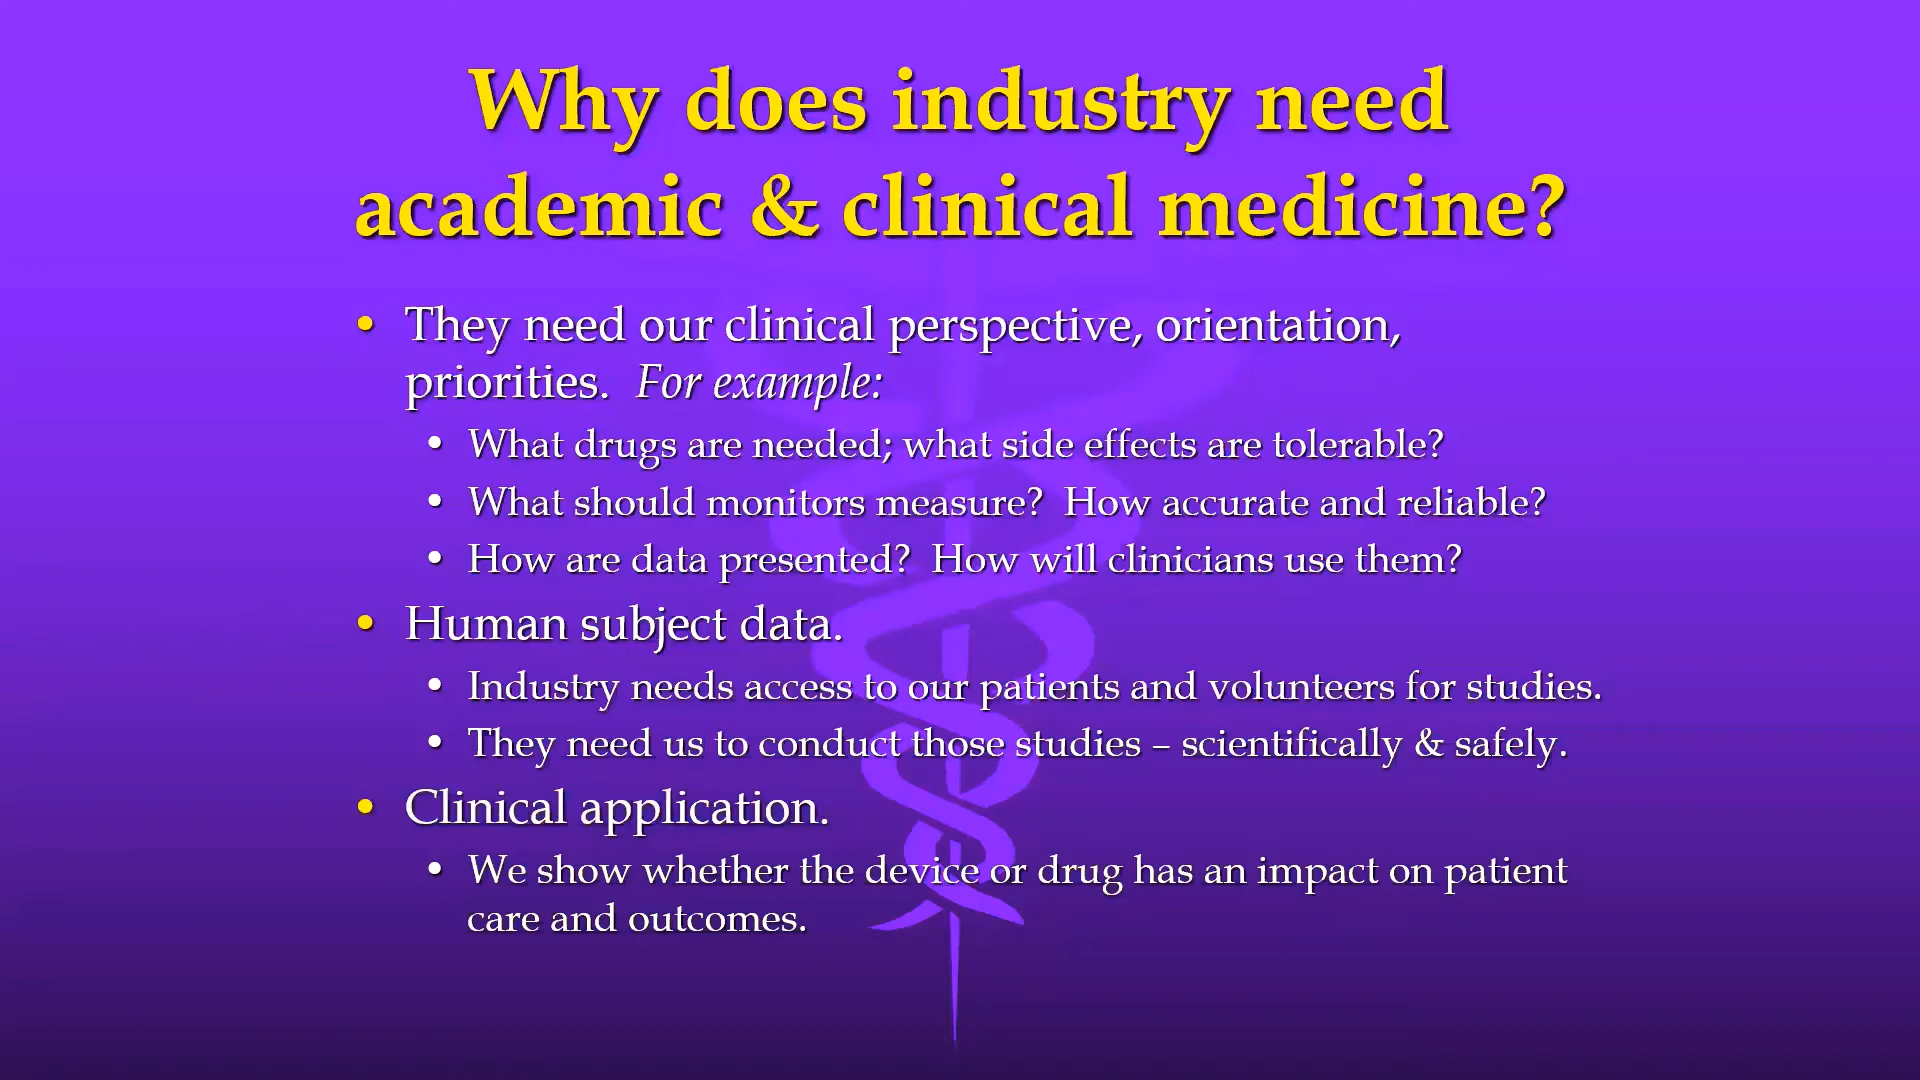 Why does industry need
academic & clinical medicine?
• They need our clinical perspective, orientation,
priorities. For example:
• What drugs are needed; what side effects are tolerable?
• What should monitors measure? How accurate and reliable?
• How are data presented? How will clinicians use them?
• Human subject data.
• Industry needs access to our patients and volunteers for studies.
• They need us to conduct those studies – scientifically & safely.
• Clinical application.
• We show whether the device or drug has an impact on patient
care and outcomes.